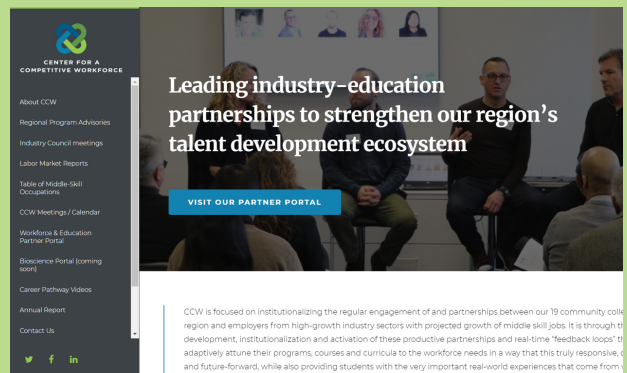 CENTER FOR A
COMPETITIVE WORKFORCE
About CCW
Regional Program Advisories
Industry Council meetings
Labor Market Reports
Table of Middle-Skill
Occupations
CCW Meetings / Calendar
Workforce & Education
Partner Portal
Bioscience Portal (coming
soon)
Career Pathway Videos
Annual Report
Contact Us
Leading industry-education
partnerships to strengthen our region's
talent development ecosystem
VISIT OUR PARTNER PORTAL
CCW is focused on institutionalizing the regular engagement of and partnerships between our 19 community colle
region and employers from high-growth industry sectors with projected growth of middle skill jobs. It is through th
development, institutionalization and activation of these productive partnerships and real-time "feedback loops" th
adaptively attune their programs, courses and curricula to the workforce needs in a way that this truly responsive,
and future-forward, while also providing students with the very important real-world experiences that come from